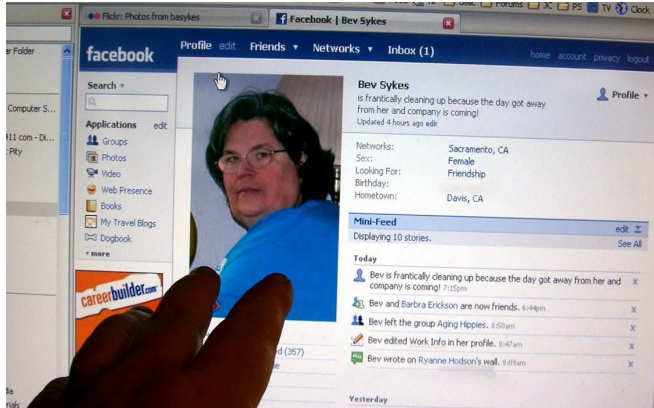 Forums
JC
PS
TV
Clock
Flickr: Photos from basykes
Facebook | Bev Sykes
ar Folder
Computer S...
411 com - Di...
t Pity
facebook
Profile edit Friends Networks Inbox (1)
home account privacy logout
Search
Applications edit
Groups
Photos
Video
Web Presence
Books
My Travel Blogs
Dogbook
more
careerbuilder.com
Bev Sykes
is frantically cleaning up because the day got away
from her and company is coming!
Updated 4 hours ago edit
Profile
Networks: Sacramento, CA
Sex: Female
Looking For: Friendship
Birthday:
Hometown: Davis, CA
Mini-Feed edit
Displaying 10 stories. See All
Today
Bev is frantically cleaning up because the day got away from her and
company is coming! 7:15pm
Bev and Barbra Erickson are now friends. 6:44pm
Bev left the group Aging Hippies. 8:50am
Bev edited Work Info in her profile. 8:47am
Bev wrote on Ryanne Hodson's wall. 8:09am
Yesterday
(357)